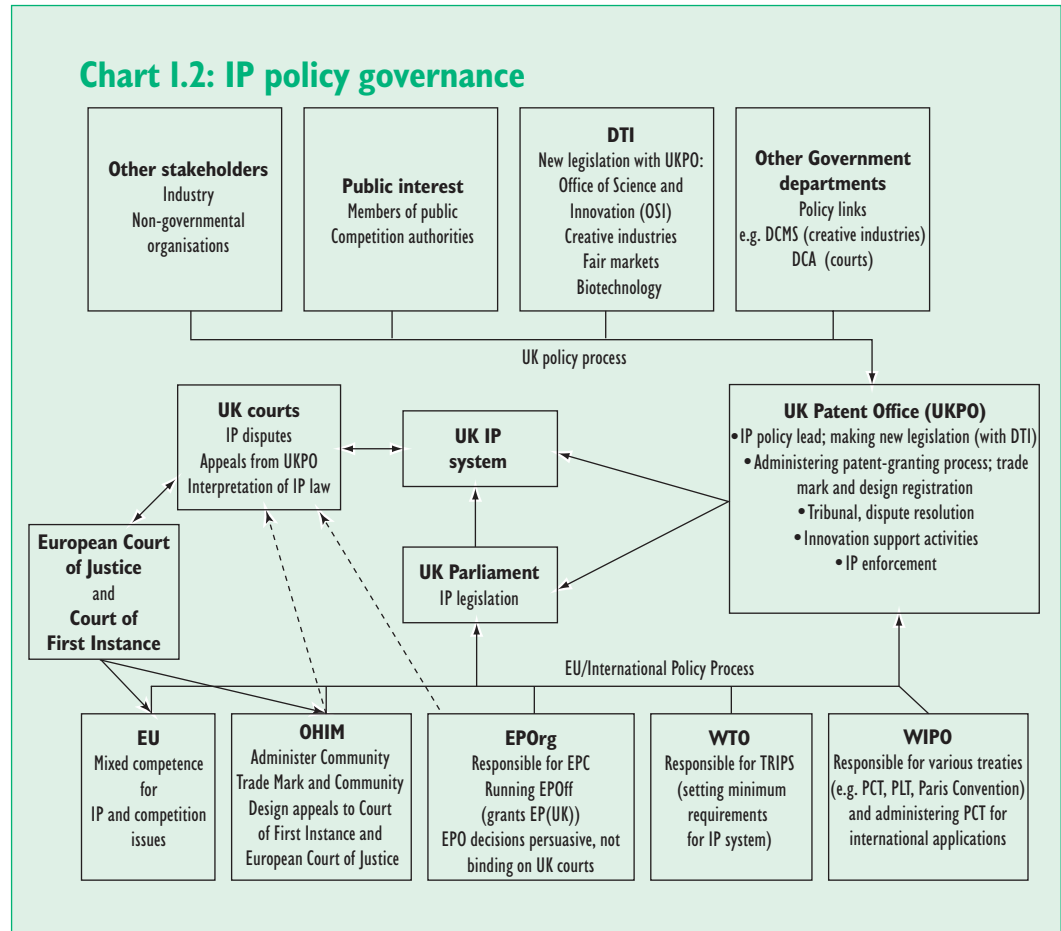 Chart 1.2: IP policy governance
Other stakeholders
Industry
Non-governmental
organisations
Public interest
Members of public
Competition authorities
DTI
New legislation with UKPO:
Office of Science and
Innovation (OSI)
Creative industries
Fair markets
Biotechnology
Other Government
departments
Policy links
e.g. DCMS (creative industries)
DCA (courts)
UK policy process
UK courts
IP disputes
Appeals from UKPO
Interpretation of IP law
UK IP
system
UK Patent Office (UKPO)
•IP policy lead; making new legislation (with DTI)
•Administering patent-granting process; trade
mark and design registration
•Tribunal, dispute resolution
•Innovation support activities
•IP enforcement
European Court
of Justice
and
Court of
First Instance
UK Parliament
IP legislation
EU/International Policy Process
EU
Mixed competence
for
IP and competition
issues
OHIM
Administer Community
Trade Mark and Community
Design appeals to Court
of First Instance and
European Court of Justice
EPOrg
Responsible for EPC
Running EPOff
(grants EP(UK))
EPO decisions persuasive, not
binding on UK courts
WTO
Responsible for TRIPS
(setting minimum
requirements
for IP system)
WIPO
Responsible for various treaties
(e.g. PCT, PLT, Paris Convention)
and administering PCT for
international applications